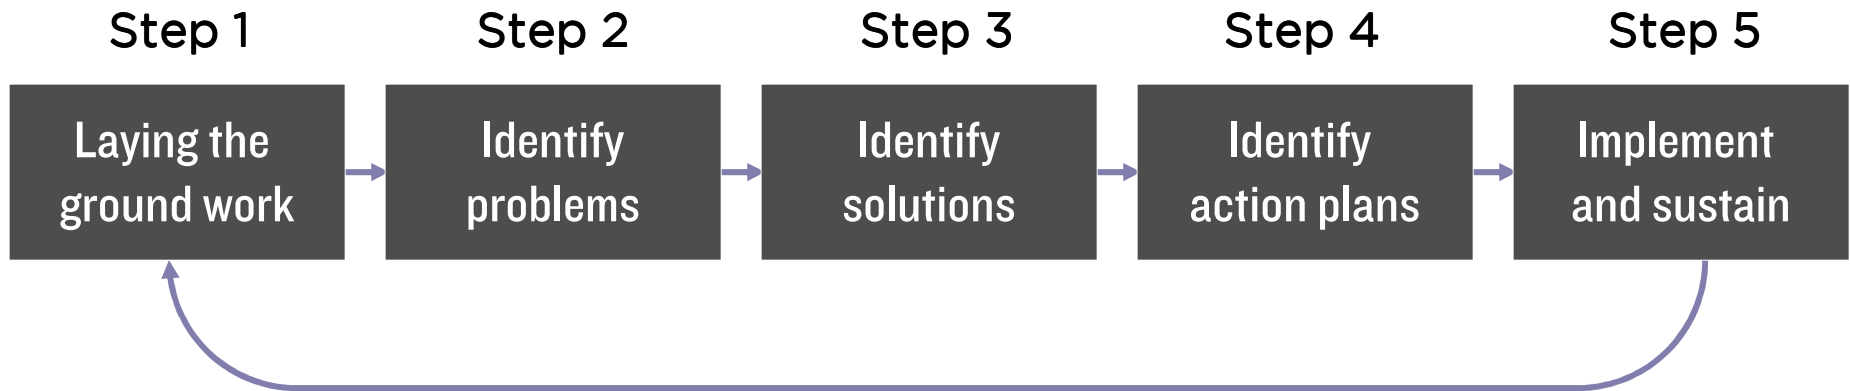 Step 1
Step 2
Step 3
Step 4
Step 5
Laying the
ground work
Identify
problems
Identify
solutions
Identify
action plans
Implement
and sustain